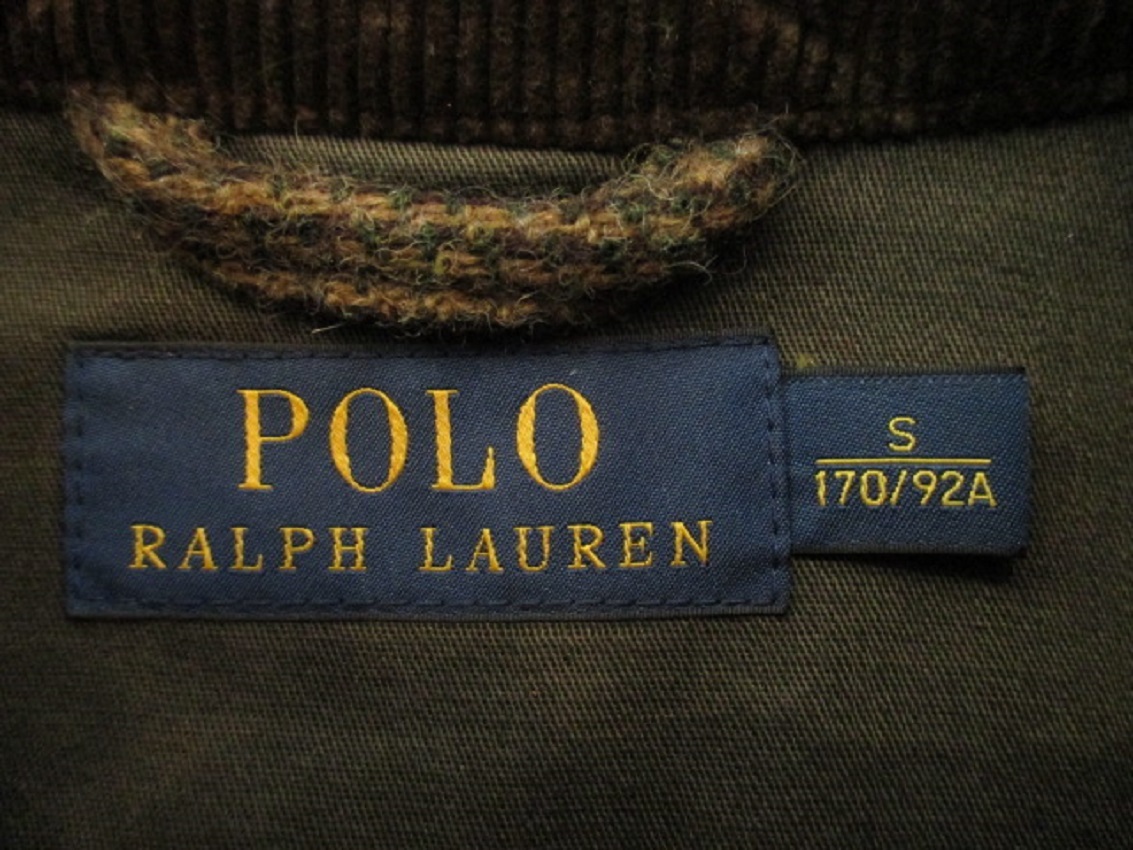 POLO
RALPH LAUREN
S
170/92A